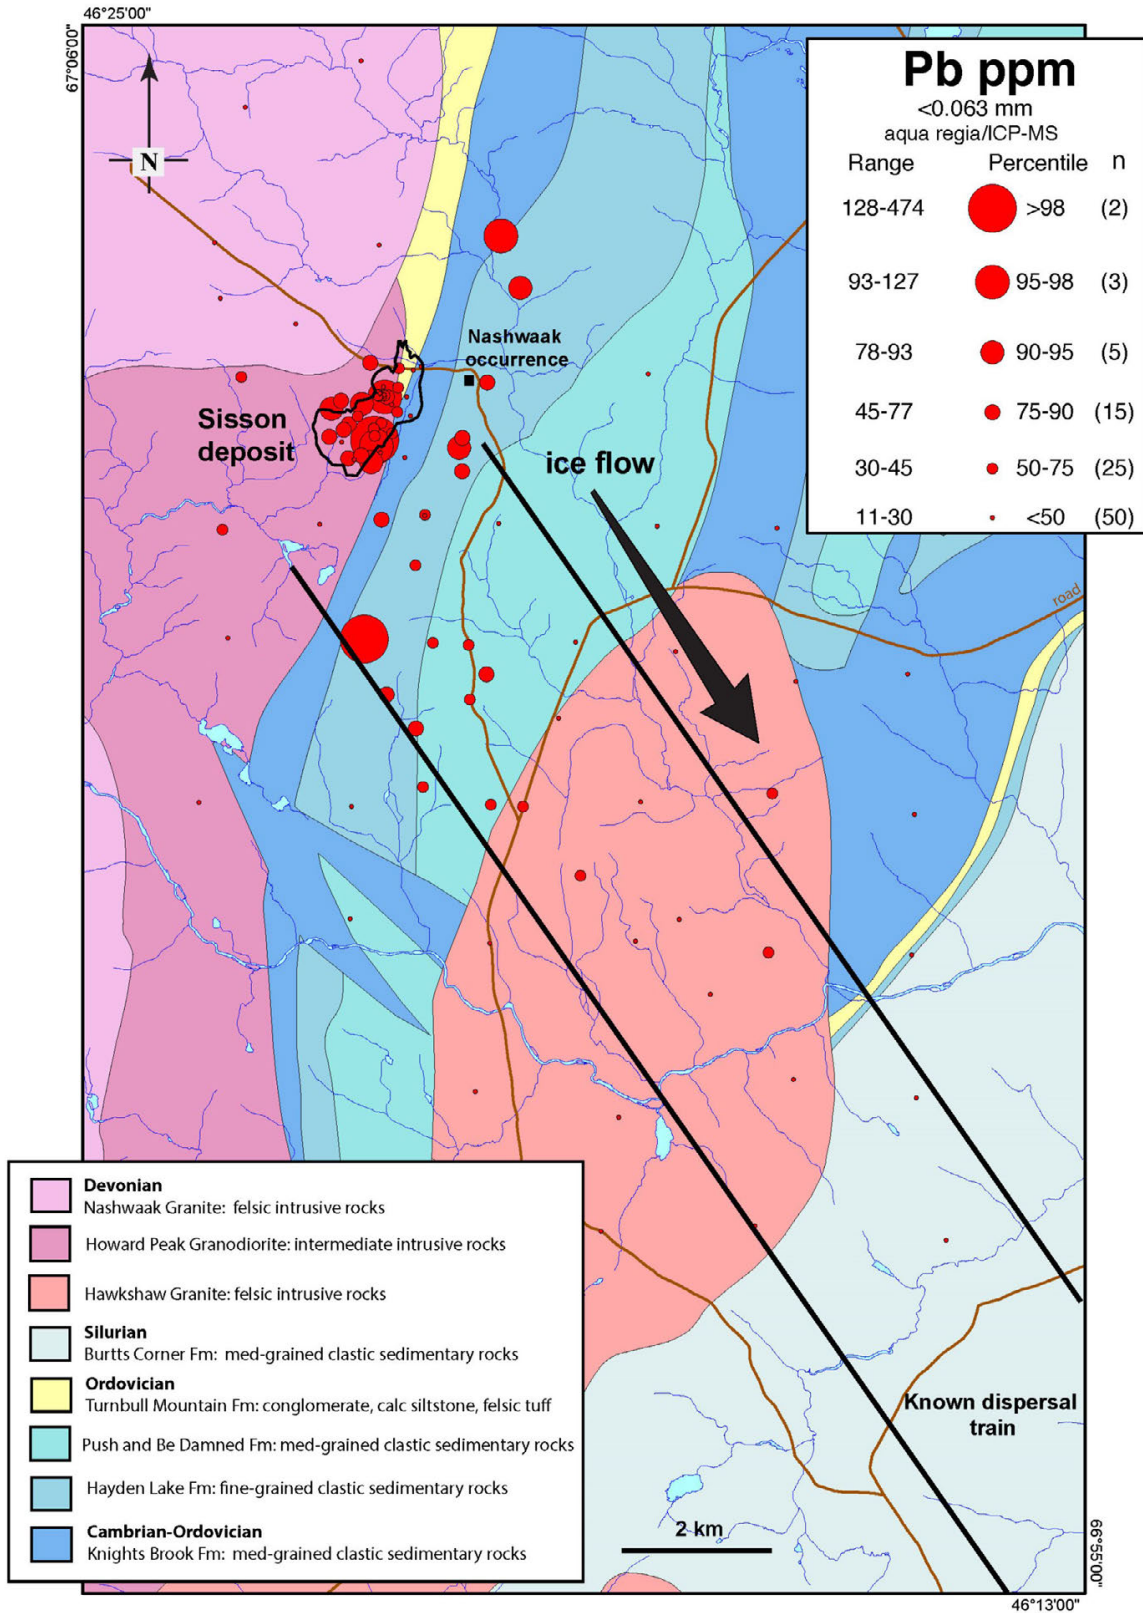 46°25'00"
67°06'00"
N
Pb ppm
<0.063 mm
aqua regia/ICP-MS
Range Percentile n
128-474 >98 (2)
93-127 95-98 (3)
78-93 90-95 (5)
45-77 75-90 (15)
30-45 50-75 (25)
11-30 <50 (50)
Nashwaak
occurrence
Sisson
deposit
ice flow
road
Known dispersal
train
2 km
Devonian
Nashwaak Granite: felsic intrusive rocks
Howard Peak Granodiorite: intermediate intrusive rocks
Hawkshaw Granite: felsic intrusive rocks
Silurian
Burtts Corner Fm: med-grained clastic sedimentary rocks
Ordovician
Turnbull Mountain Fm: conglomerate, calc siltstone, felsic tuff
Push and Be Damned Fm: med-grained clastic sedimentary rocks
Hayden Lake Fm: fine-grained clastic sedimentary rocks
Cambrian-Ordovician
Knights Brook Fm: med-grained clastic sedimentary rocks
66°55'00"
46°13'00"